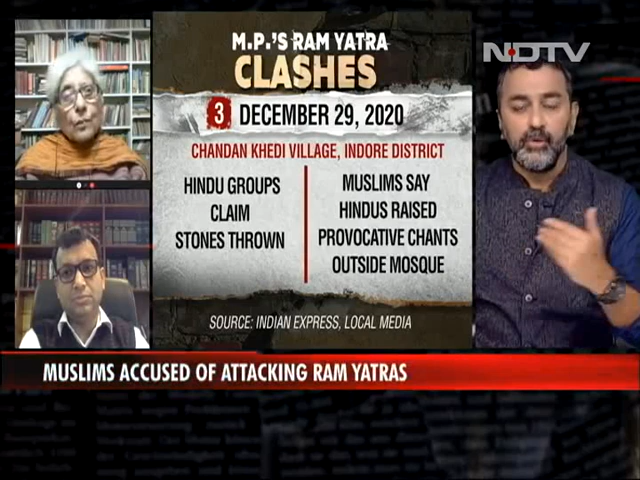 M.P.'S RAM YATRA
CLASHES
NDTV
3 DECEMBER 29, 2020
CHANDAN KHEDI VILLAGE, INDORE DISTRICT
HINDU GROUPS
CLAIM
STONES THROWN
MUSLIMS SAY
HINDUS RAISED
PROVOCATIVE CHANTS
OUTSIDE MOSQUE
SOURCE: INDIAN EXPRESS, LOCAL MEDIA
MUSLIMS ACCUSED OF ATTACKING RAM YATRAS